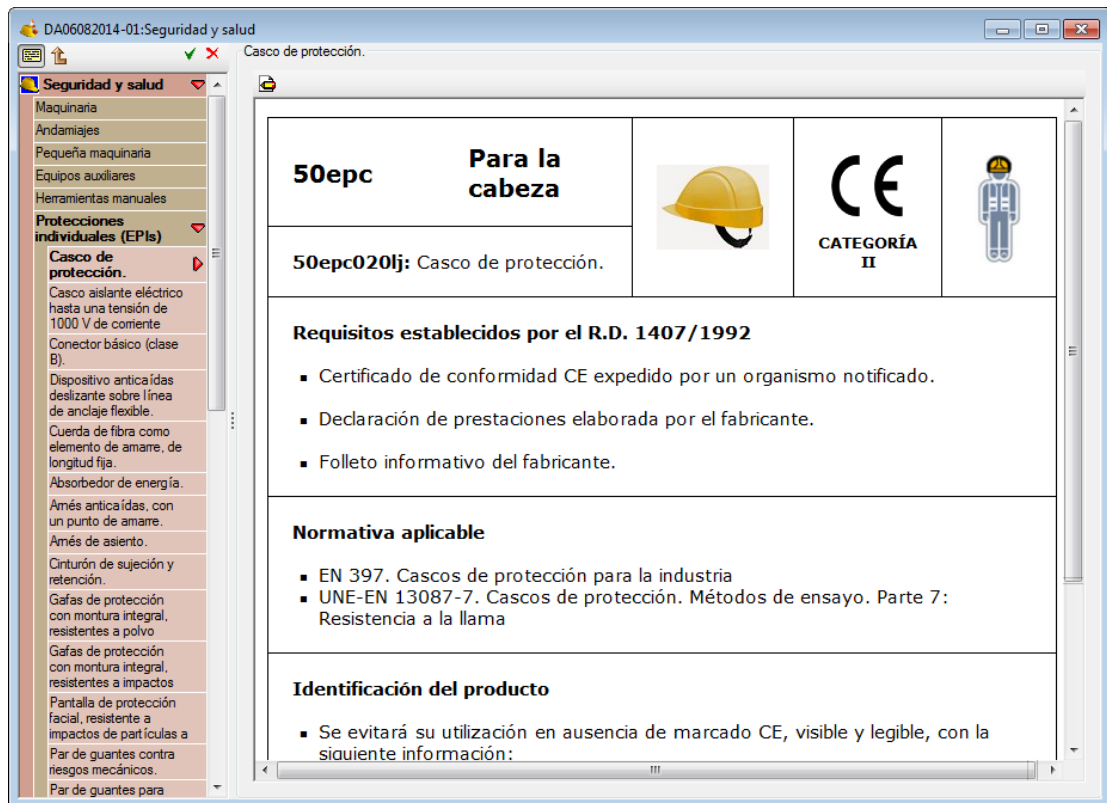 DA06082014-01:Seguridad y salud
Casco de protección.
Seguridad y salud
Maquinaria
Andamiajes
Pequeña maquinaria
Equipos auxiliares
Herramientas manuales
Protecciones
individuales (EPIs)
Casco de
protección.
Casco aislante eléctrico
hasta una tensión de
1000 V de corriente
Conector básico (clase
B).
Dispositivo anticaídas
deslizante sobre línea
de anclaje flexible.
Cuerda de fibra como
elemento de amarre, de
longitud fija.
Absorbedor de energía.
Arnés anticaídas, con
un punto de amarre.
Arnés de asiento.
Cinturón de sujeción y
retención.
Gafas de protección
con montura integral,
resistentes a polvo
Gafas de protección
con montura integral,
resistentes a impactos
Pantalla de protección
facial, resistente a
impactos de partículas a
Par de guantes contra
riesgos mecánicos.
Par de guantes para
50epc
Para la
cabeza
CE
CATEGORÍA
II
50epc020lj: Casco de protección.
Requisitos establecidos por el R.D. 1407/1992
▪ Certificado de conformidad CE expedido por un organismo notificado.
▪ Declaración de prestaciones elaborada por el fabricante.
▪ Folleto informativo del fabricante.
Normativa aplicable
▪ EN 397. Cascos de protección para la industria
▪ UNE-EN 13087-7. Cascos de protección. Métodos de ensayo. Parte 7:
Resistencia a la llama
Identificación del producto
▪ Se evitará su utilización en ausencia de marcado CE, visible y legible, con la
siguiente información: